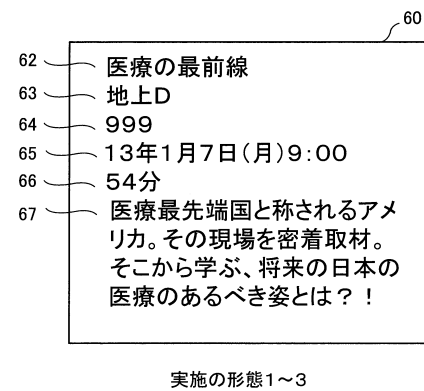 60
62 医療の最前線
63 地上D
64 999
65 13年1月7日(月)9:00
66 54分
67 医療最先端国と称されるアメ
リカ。その現場を密着取材。
そこから学ぶ、将来の日本の
医療のあるべき姿とは?!
実施の形態1~3